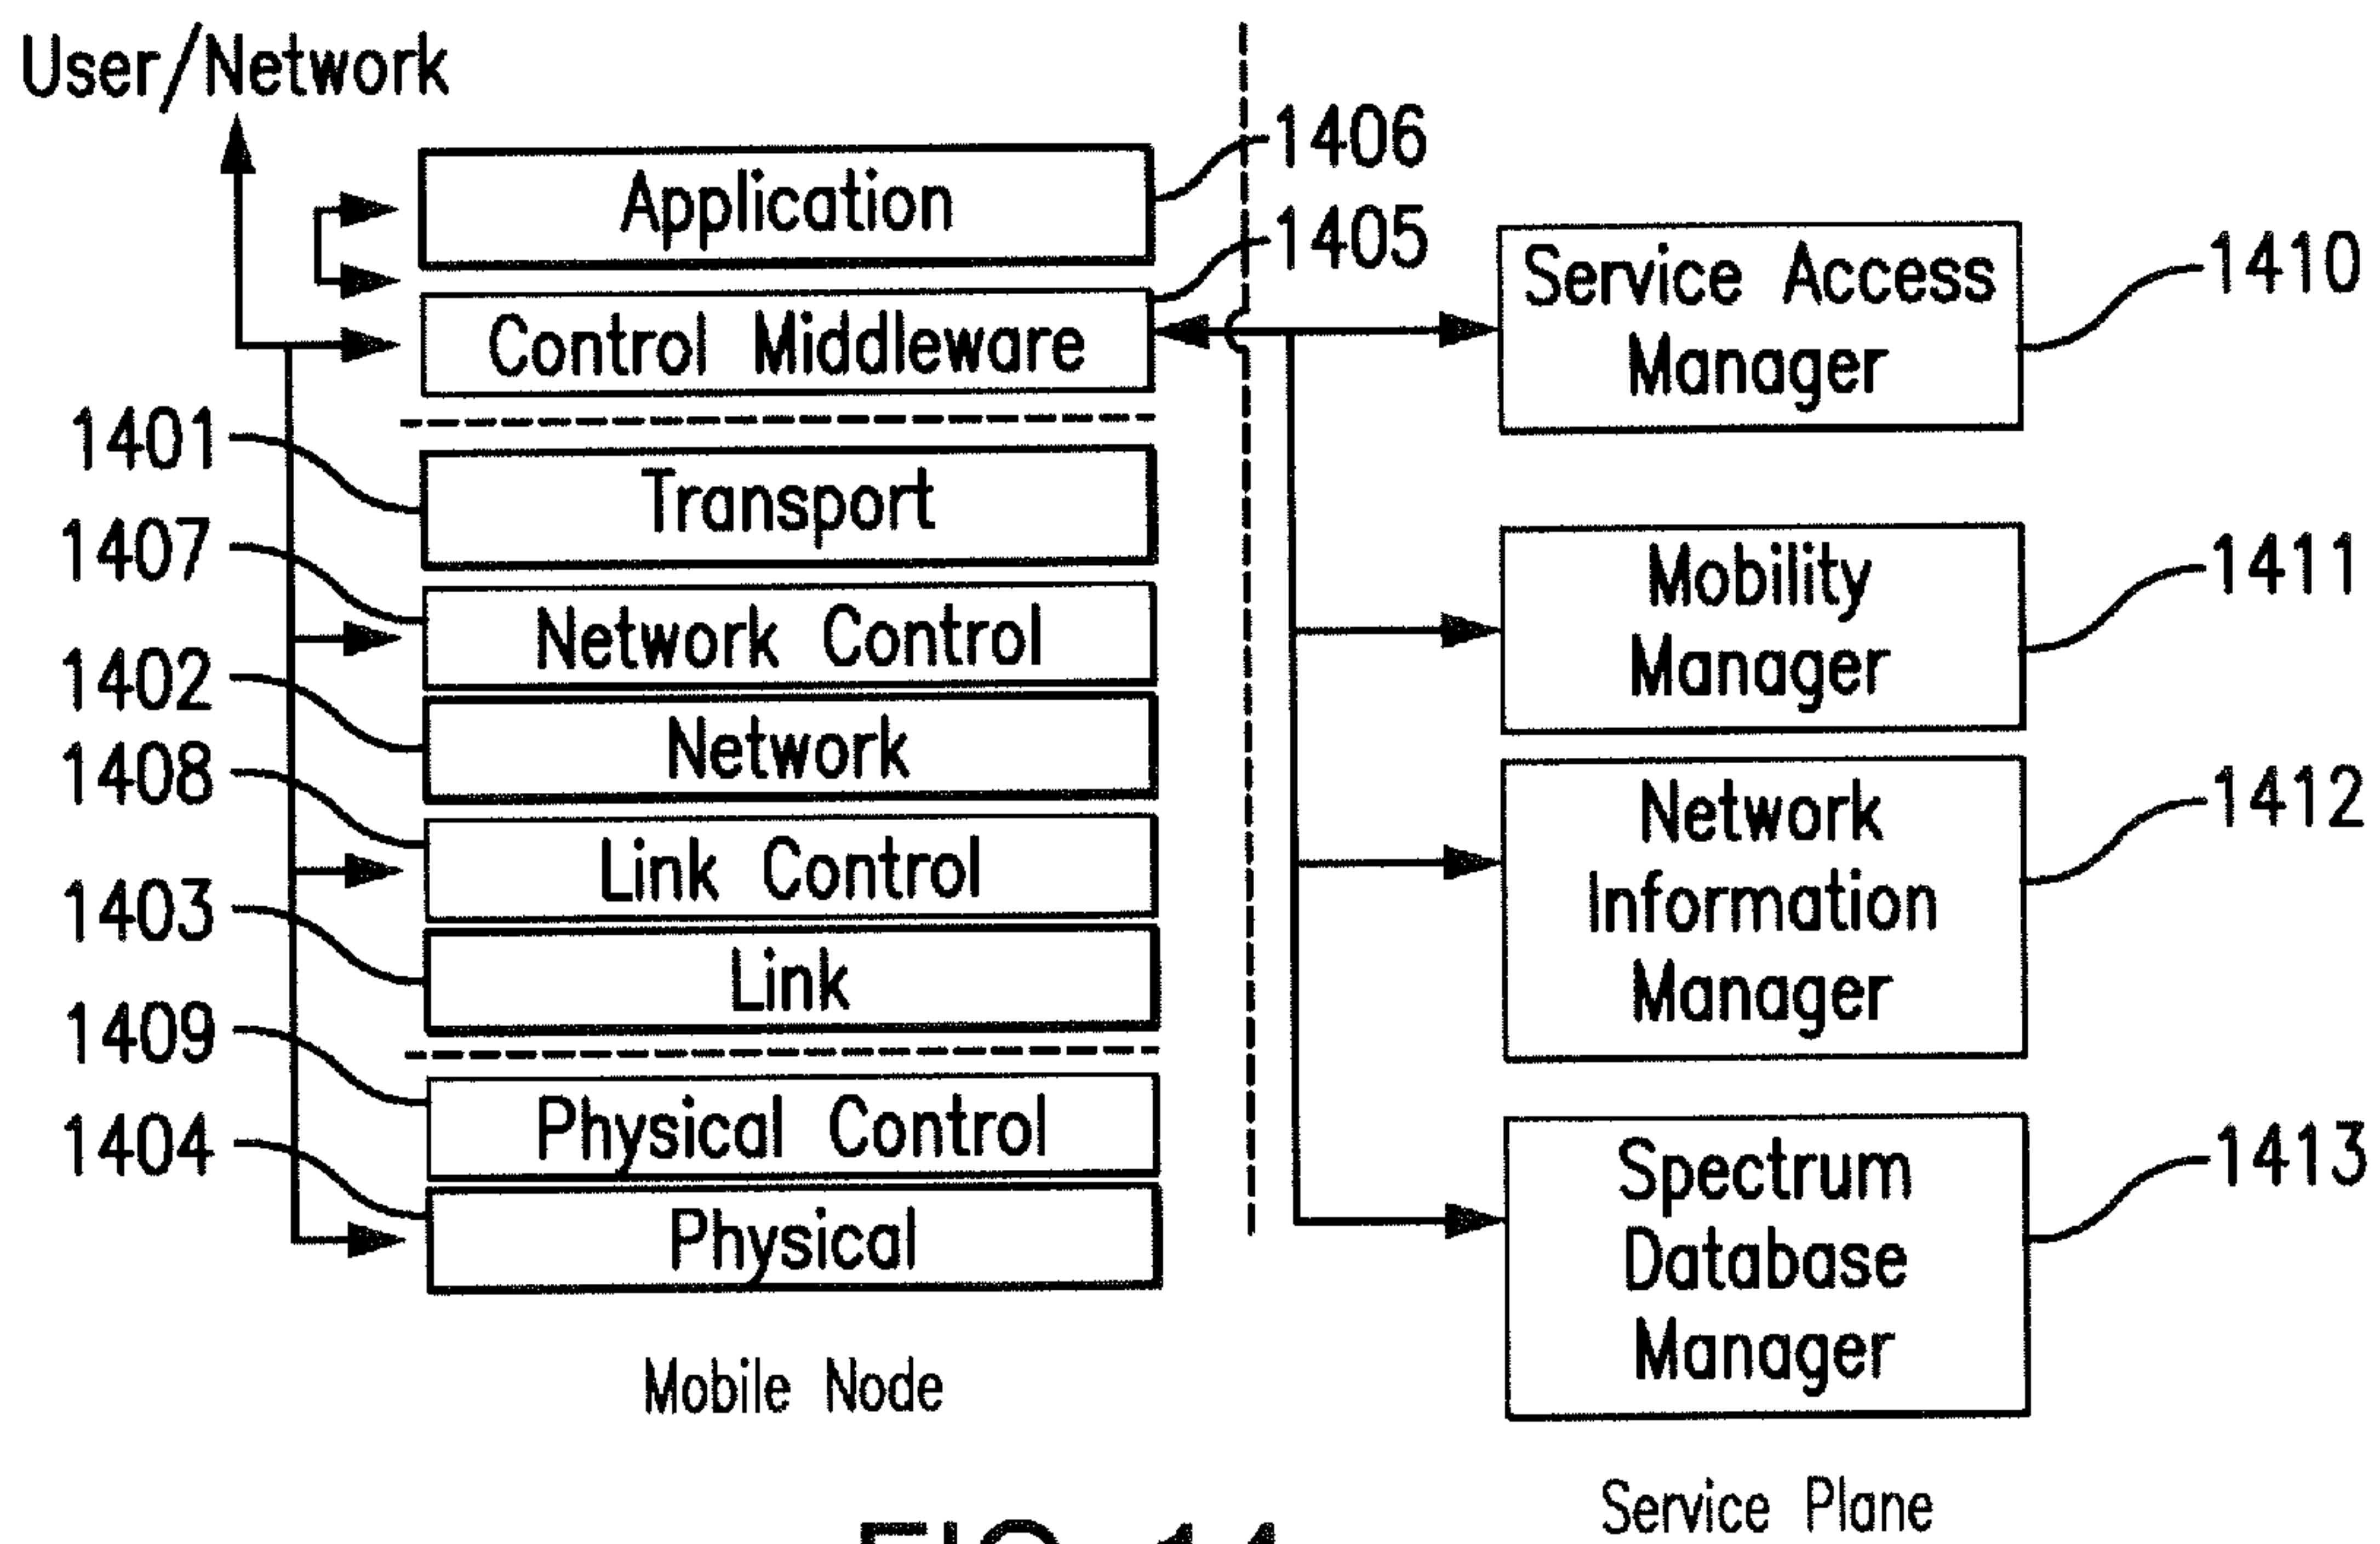 User/Network
Application
1406
Control Middleware
1405
1401
Transport
1407
Network Control
1402
Network
1408
Link Control
1403
Link
1409
Physical Control
1404
Physical
Mobile Node
Service Access
Manager
1410
Mobility
Manager
1411
Network
Information
Manager
1412
Spectrum
Database
Manager
1413
Service Plane